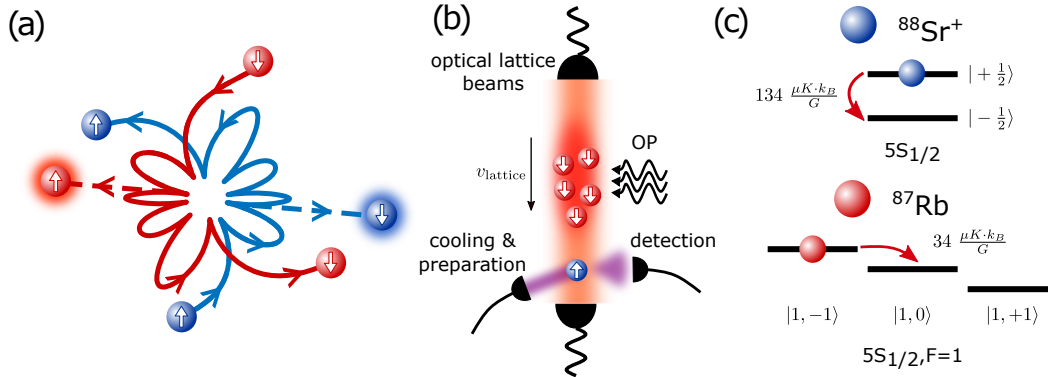 (a)
(b)
optical lattice
beams
v_lattice
OP
cooling &
preparation
detection
(c)
⁸⁸Sr⁺
134 μK·k_B/G
|+½⟩
|−½⟩
5S₁/₂
⁸⁷Rb
34 μK·k_B/G
|1,−1⟩
|1,0⟩
|1,+1⟩
5S₁/₂,F=1